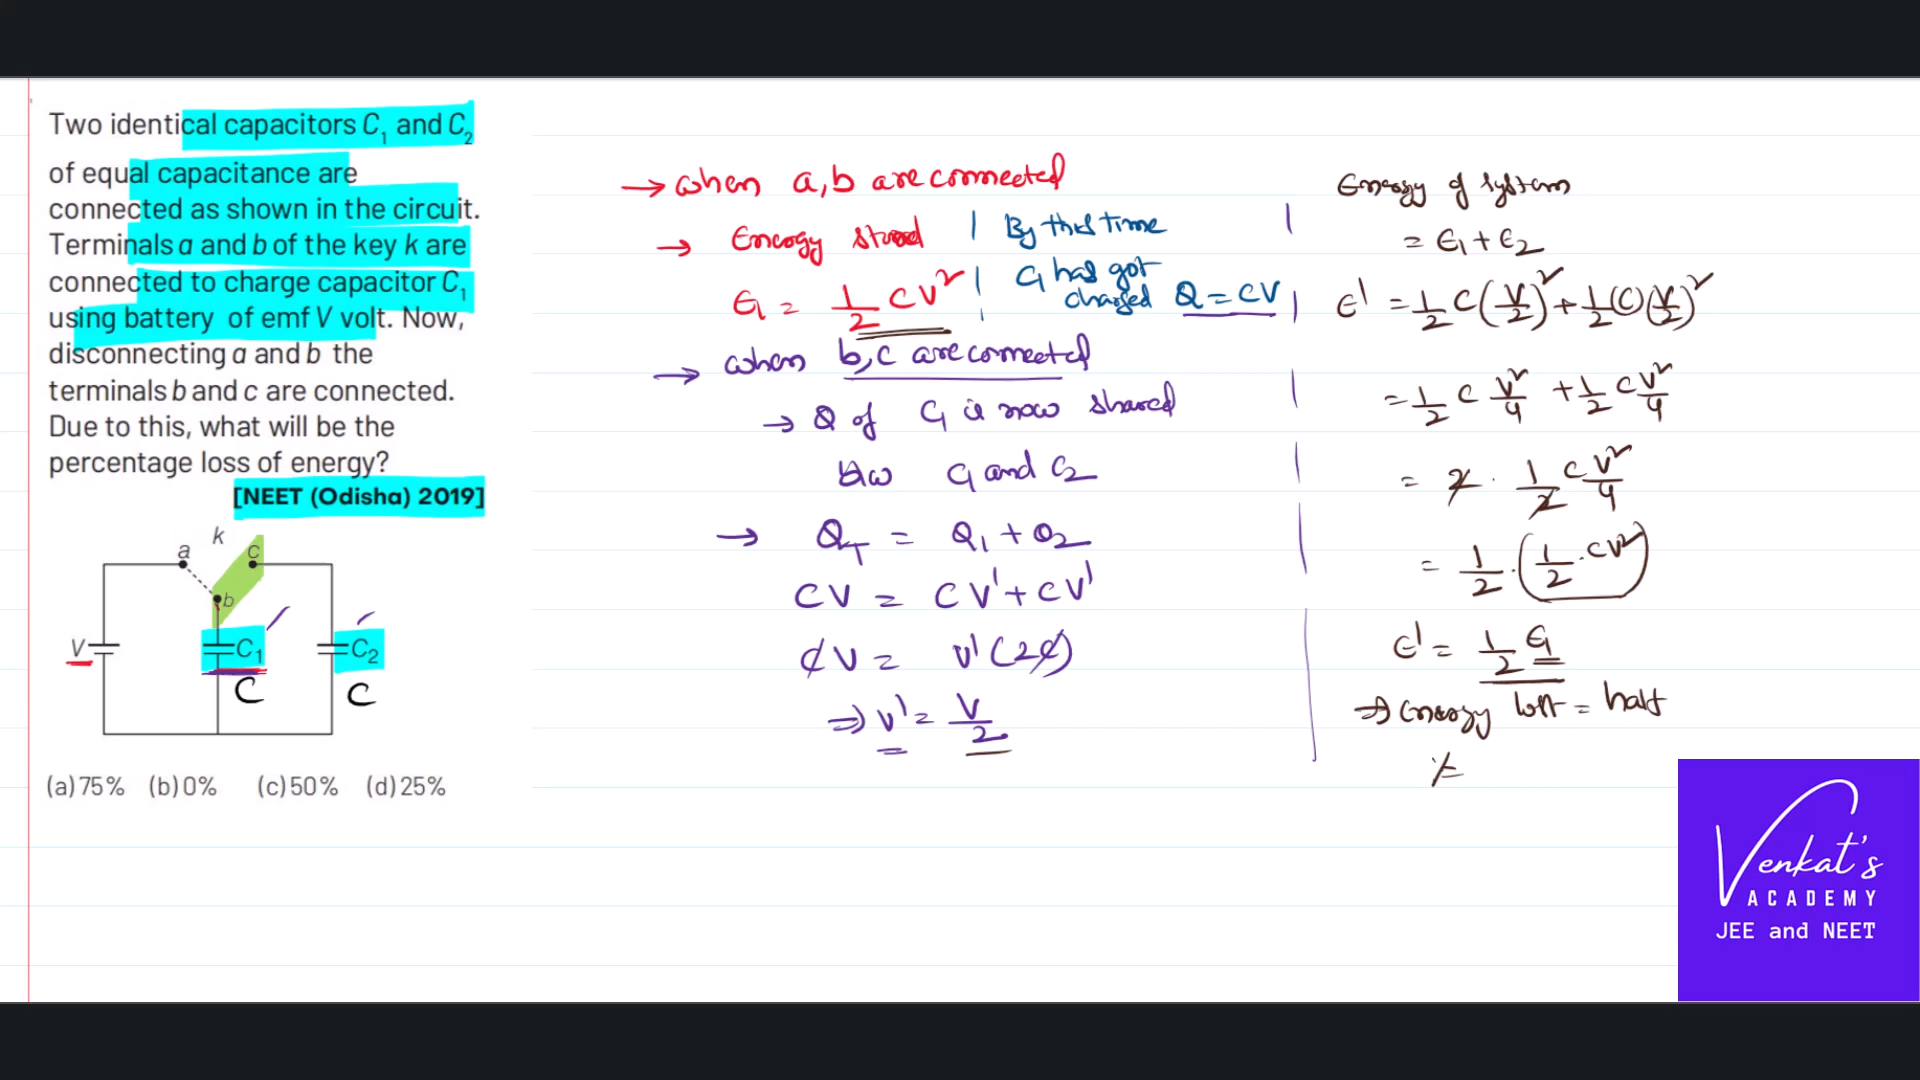 Two identical capacitors C₁ and C₂
of equal capacitance are
connected as shown in the circuit.
Terminals a and b of the key k are
connected to charge capacitor C₁
using battery of emf V volt. Now,
disconnecting a and b the
terminals b and c are connected.
Due to this, what will be the
percentage loss of energy?
[NEET (Odisha) 2019]
k
a
c
b
V
C₁
C₂
C
C
(a) 75% (b) 0% (c) 50% (d) 25%
→ when a, b are connected
→ Energy stored
E₁ = 1/2 CV²
By this time
C₁ has got
charged Q = CV
→ when b, c are connected
→ Q of C₁ is now shared
b/w C₁ and C₂
→ Q_T = Q₁ + Q₂
CV = CV' + CV'
CV = V'(2C)
⇒ V' = V/2
Energy of system
= E₁ + E₂
E' = 1/2 C(V/2)² + 1/2 (C)(V/2)²
= 1/2 C V²/4 + 1/2 C V²/4
= 2 · 1/2 C V²/4
= 1/2 · (1/2 · CV²)
E' = 1/2 E₁
⇒ Energy = half
Venkat's
ACADEMY
JEE and NEET